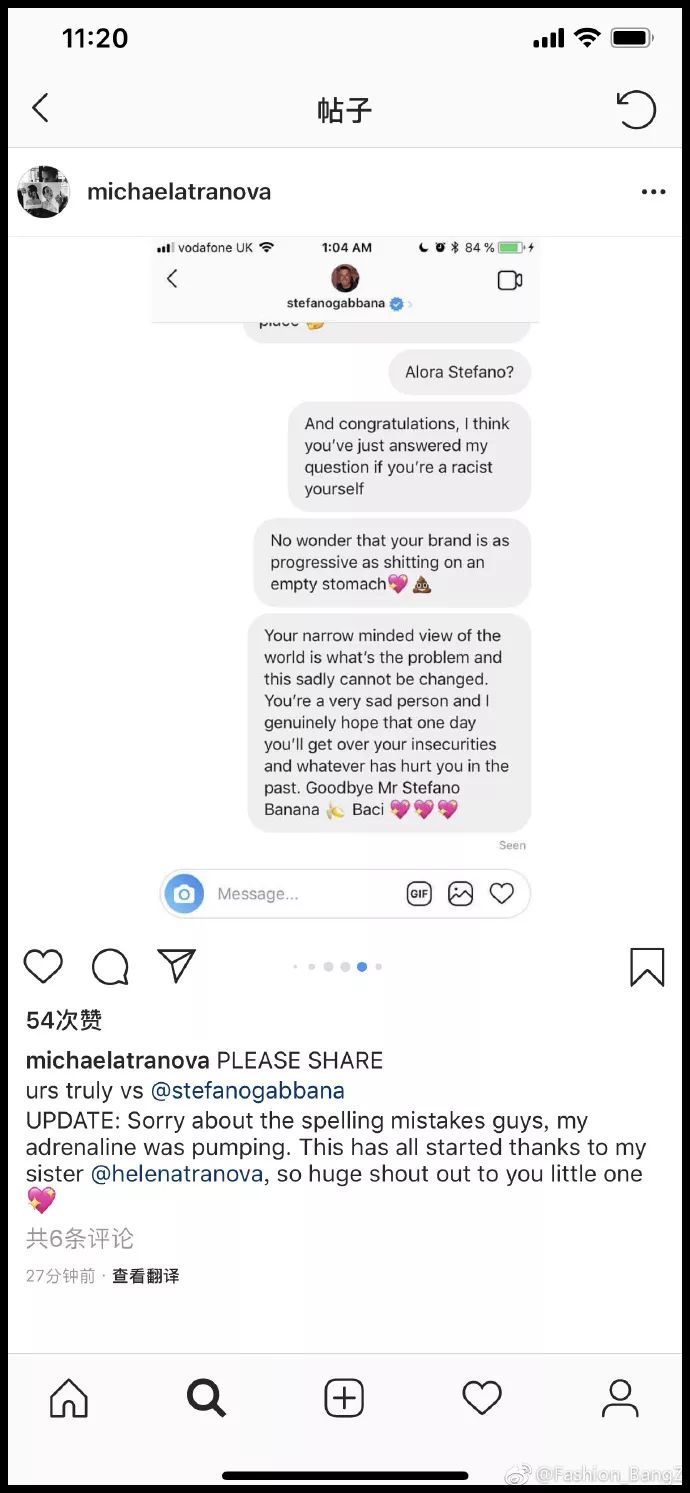 11:20
帖子
michaelatranova
vodafone UK
1:04 AM
84 %
stefanogabbana
place
Alora Stefano?
And congratulations, I think
you've just answered my
question if you're a racist
yourself
No wonder that your brand is as
progressive as shitting on an
empty stomach💖💩
Your narrow minded view of the
world is what's the problem and
this sadly cannot be changed.
You're a very sad person and I
genuinely hope that one day
you'll get over your insecurities
and whatever has hurt you in the
past. Goodbye Mr Stefano
Banana 🍌 Baci 💖💖💖
Seen
Message...
GIF
54次赞
michaelatranova PLEASE SHARE
urs truly vs @stefanogabbana
UPDATE: Sorry about the spelling mistakes guys, my
adrenaline was pumping. This has all started thanks to my
sister @helenatranova, so huge shout out to you little one
💖
共6条评论
27分钟前 · 查看翻译
@Fashion_BangZ